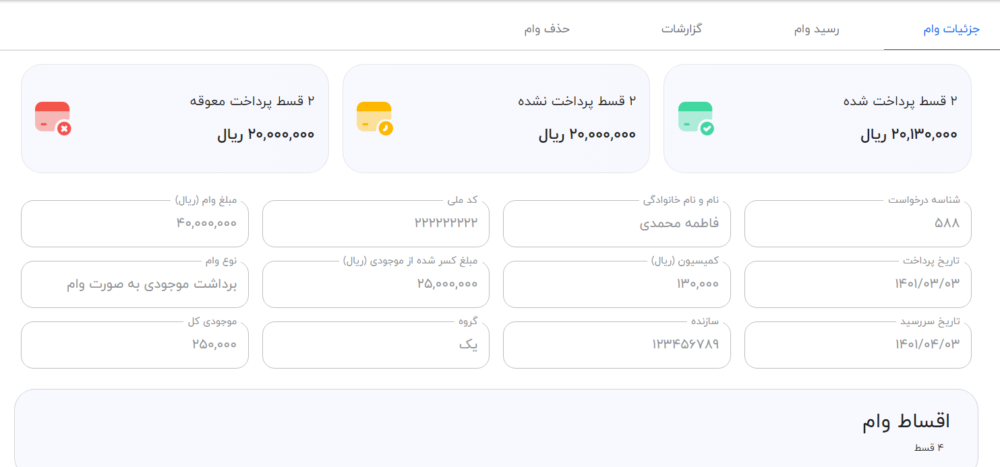 جزئیات وام
رسید وام
گزارشات
حذف وام
۲ قسط پرداخت شده
۲۰,۱۳۰,۰۰۰ ریال
۲ قسط پرداخت نشده
۲۰,۰۰۰,۰۰۰ ریال
۲ قسط پرداخت معوقه
۲۰,۰۰۰,۰۰۰ ریال
شناسه درخواست
۵۸۸
نام و نام خانوادگی
فاطمه محمدی
کد ملی
۲۲۲۲۲۲۲۲۲۲
مبلغ وام (ریال)
۴۰,۰۰۰,۰۰۰
تاریخ پرداخت
۱۴۰۱/۰۳/۰۳
کمیسیون (ریال)
۱۳۰,۰۰۰
مبلغ کسر شده از موجودی (ریال)
۲۵,۰۰۰,۰۰۰
نوع وام
برداشت موجودی به صورت وام
تاریخ سررسید
۱۴۰۱/۰۴/۰۳
سازنده
۱۲۳۴۵۶۷۸۹
گروه
یک
موجودی کل
۲۵۰,۰۰۰
اقساط وام
۴ قسط